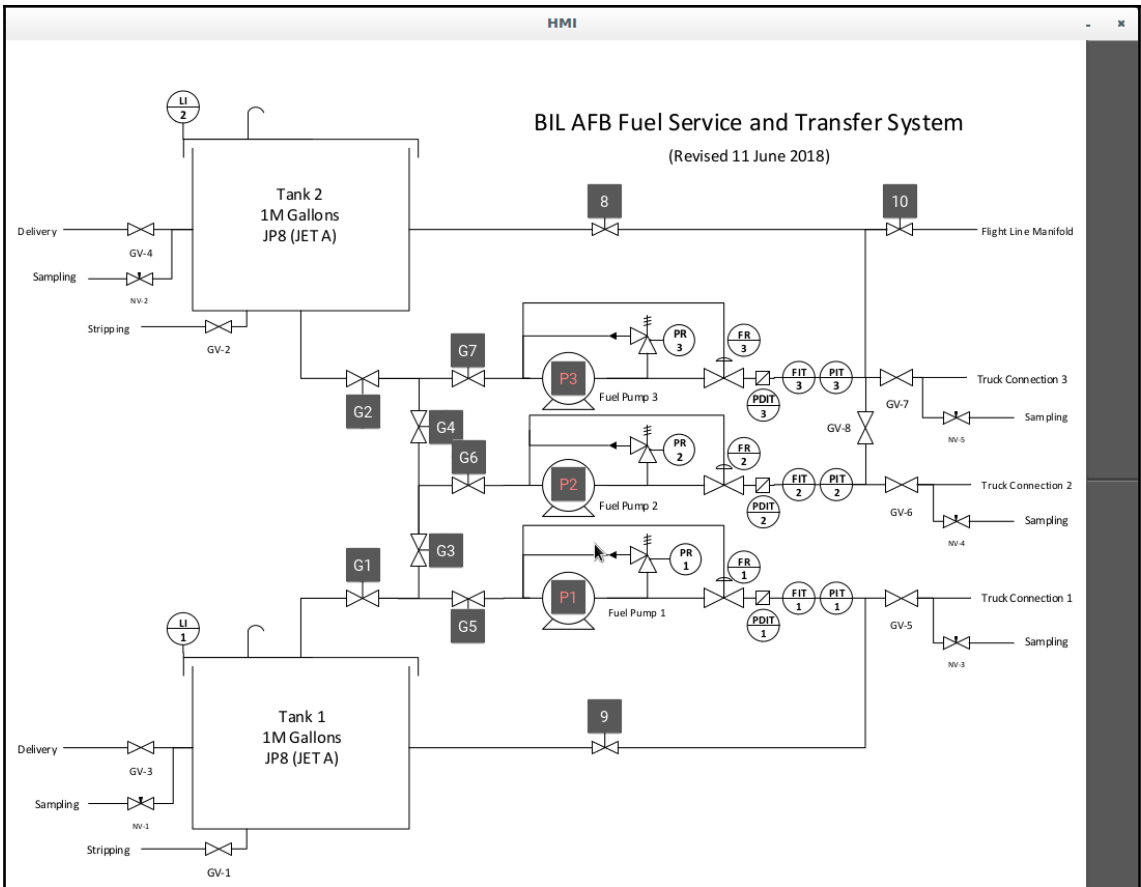 HMI
LI
2
BIL AFB Fuel Service and Transfer System
(Revised 11 June 2018)
Tank 2
1M Gallons
JP8 (JET A)
8
10
Delivery
GV-4
Flight Line Manifold
Sampling
NV-2
Stripping
GV-2
G7
PR
3
FR
3
P3
FIT
3
PIT
3
Truck Connection 3
Fuel Pump 3
PDIT
3
GV-7
G2
Sampling
NV-5
G4
GV-8
G6
PR
2
FR
2
P2
FIT
2
PIT
2
Truck Connection 2
Fuel Pump 2
PDIT
2
GV-6
Sampling
NV-4
G3
G1
PR
1
FR
1
P1
FIT
1
PIT
1
Truck Connection 1
Fuel Pump 1
G5
PDIT
1
GV-5
Sampling
NV-3
LI
1
Tank 1
1M Gallons
JP8 (JET A)
9
Delivery
GV-3
Sampling
NV-1
Stripping
GV-1